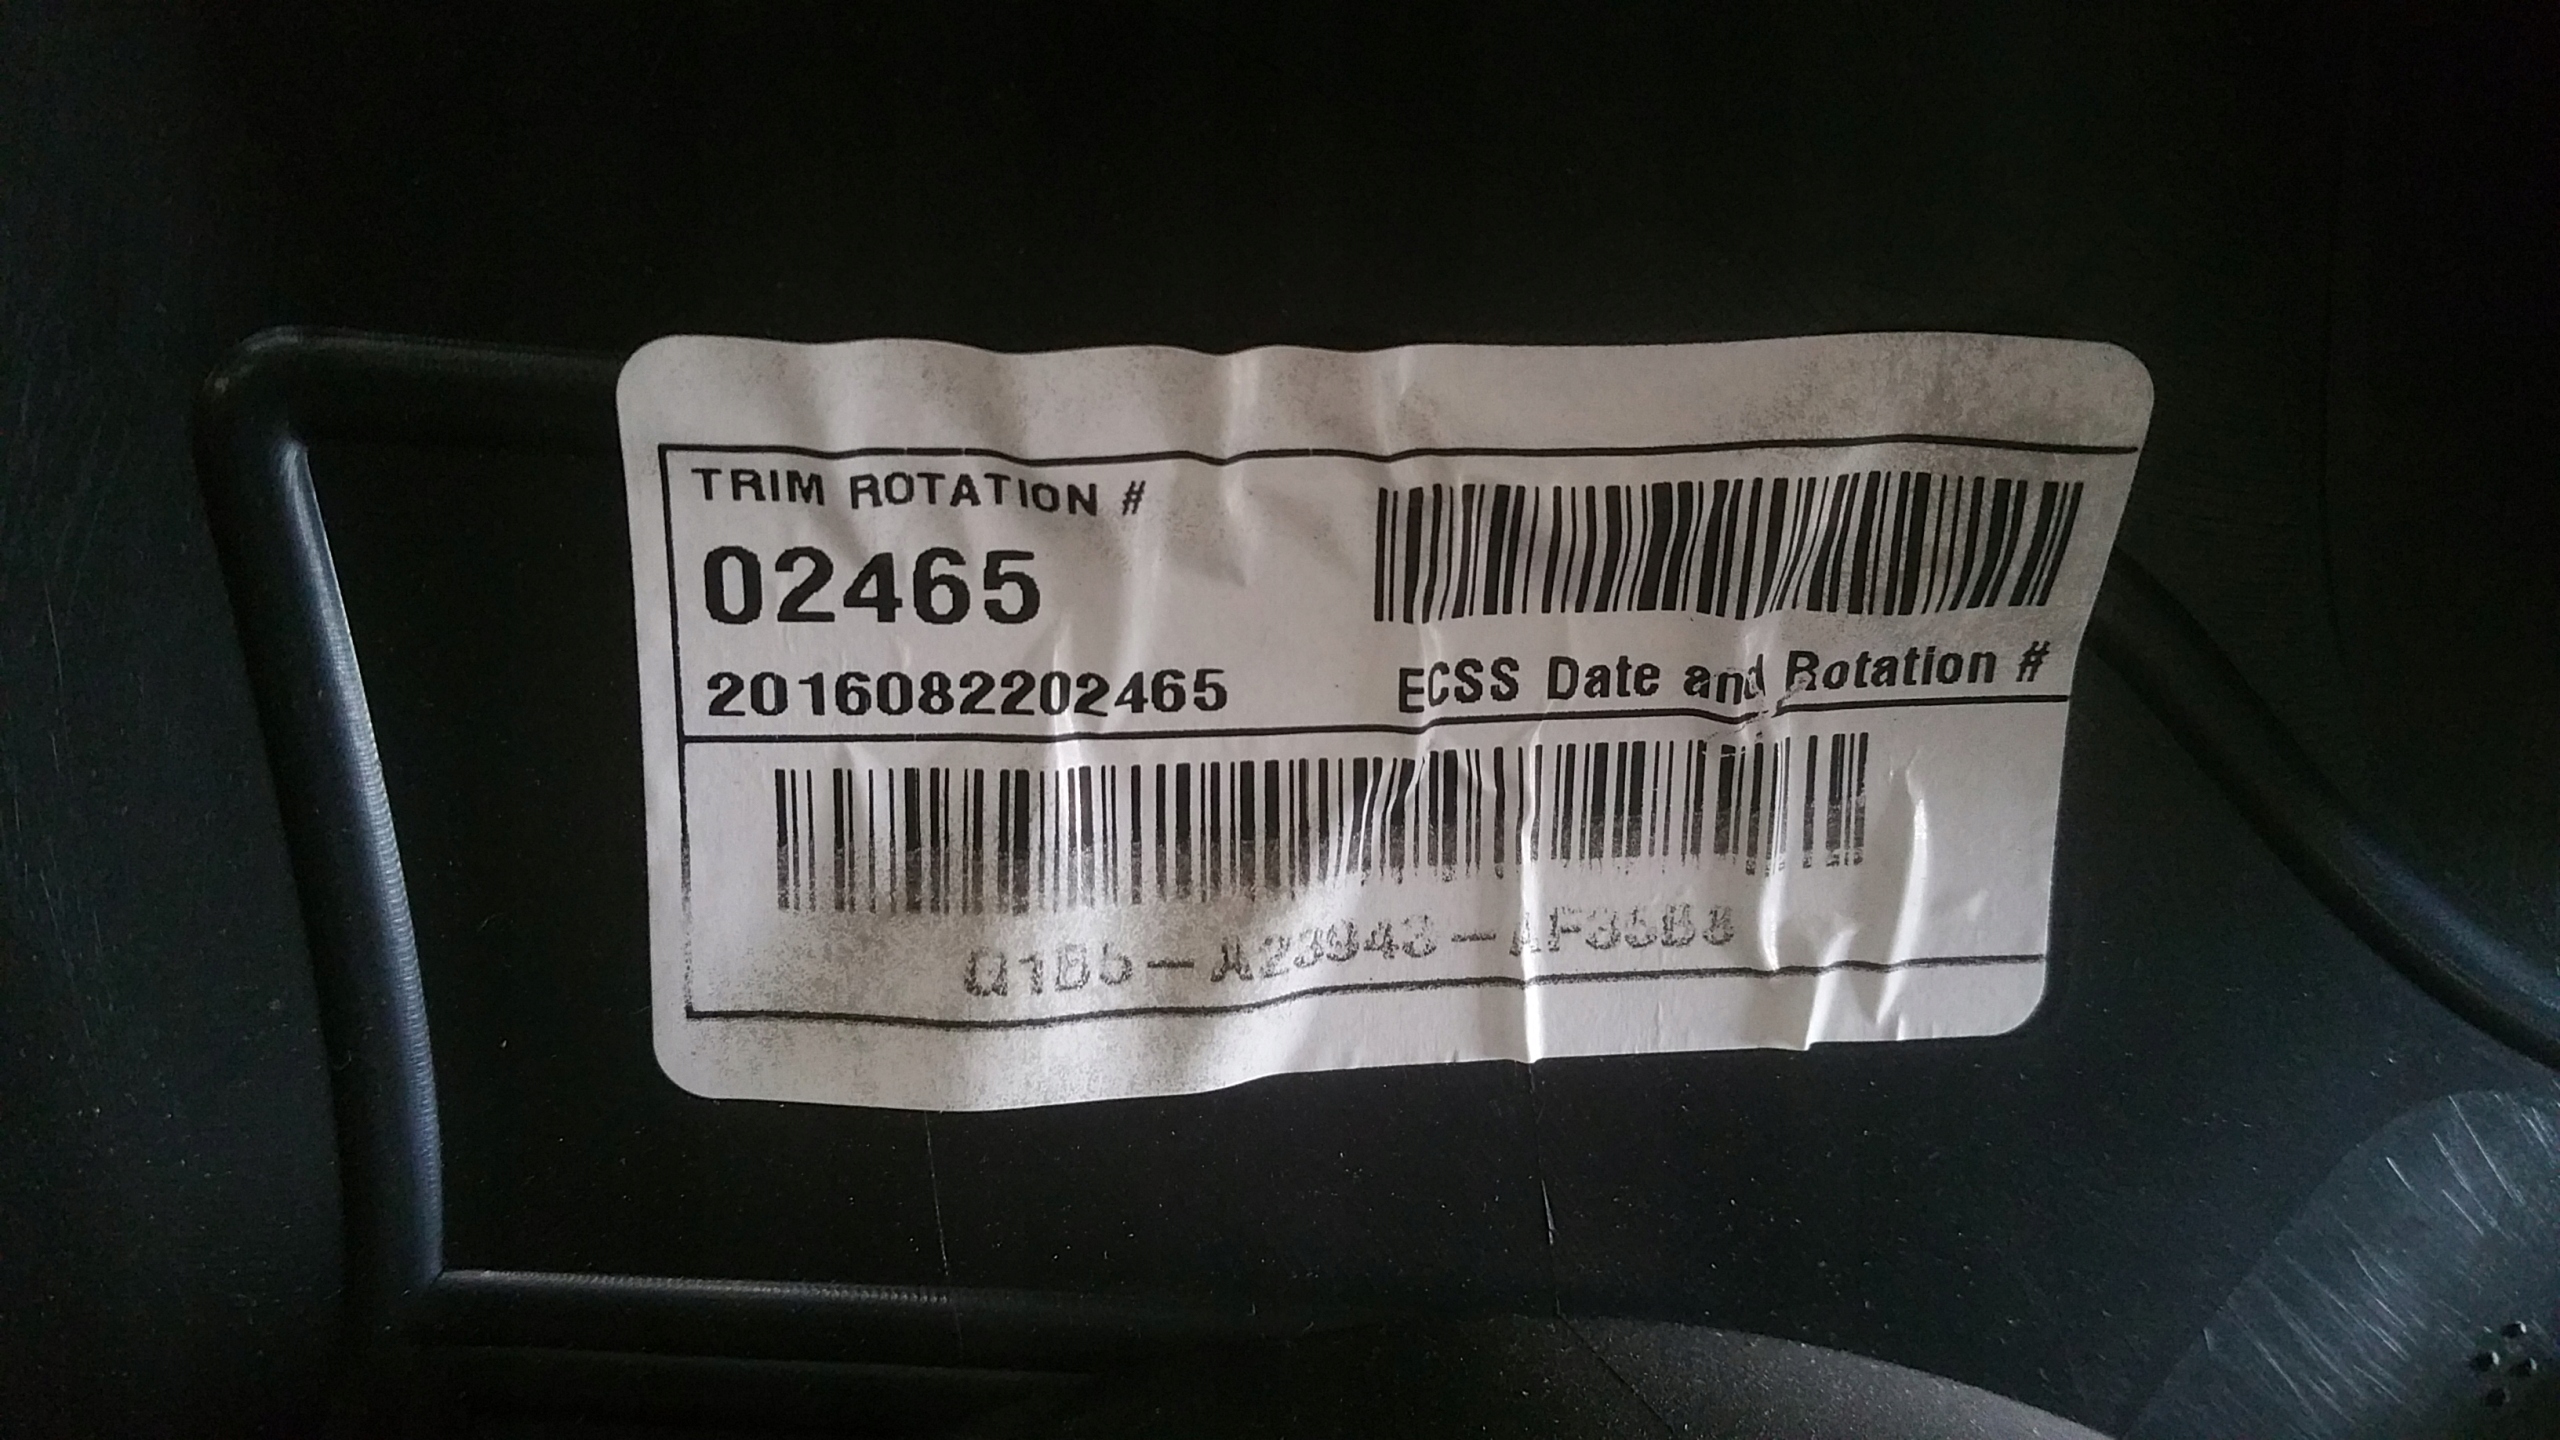 TRIM ROTATION #
02465
2016082202465
ECSS Date and Rotation #